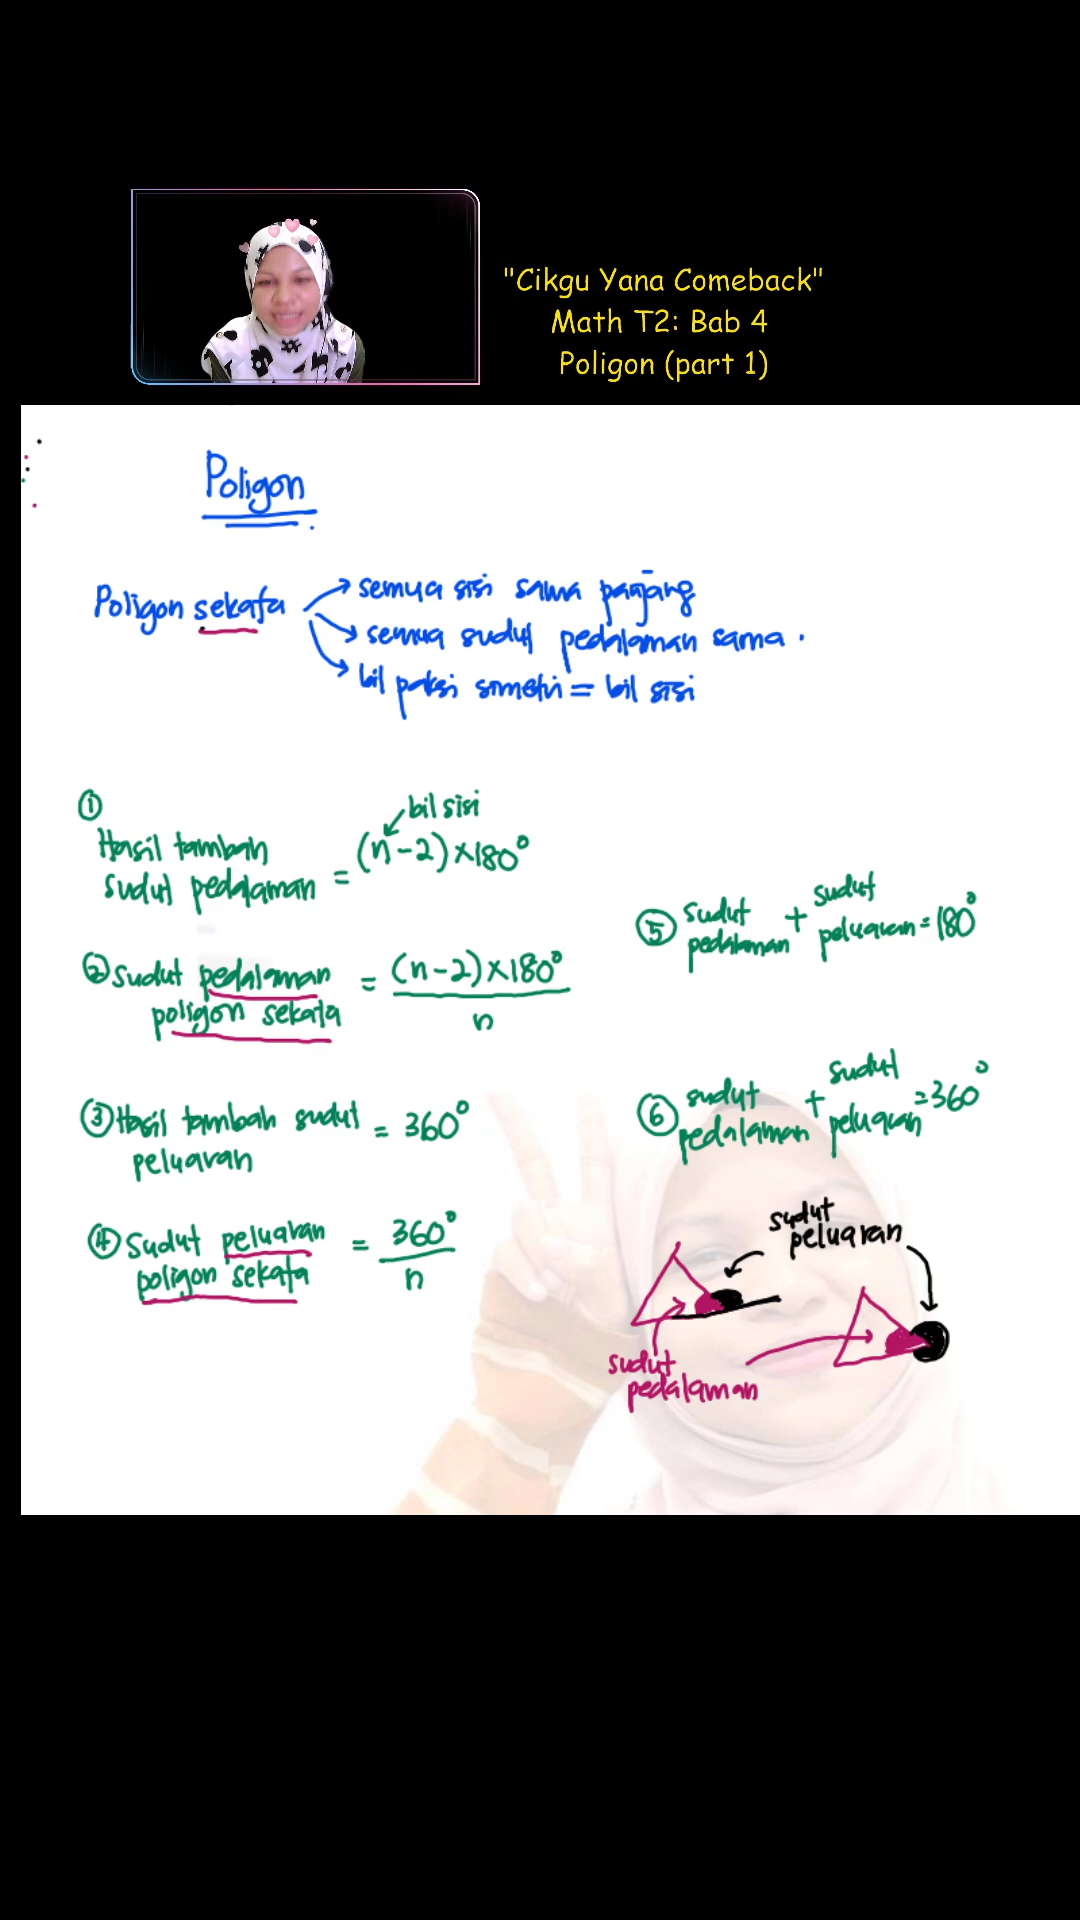 "Cikgu Yana Comeback"
Math T2: Bab 4
Poligon (part 1)
Poligon
Poligon sekata
semua sisi sama panjang
semua sudut pedalaman sama.
bil paksi simetri = bil sisi
①
bil sisi
Hasil tambah
sudut pedalaman = (n-2)×180°
② Sudut pedalaman
poligon sekata = (n-2)×180°
n
③ Hasil tambah sudut
peluaran = 360°
④ Sudut peluaran
poligon sekata = 360°
n
⑤ sudut pedalaman + sudut peluaran = 180°
⑥ sudut pedalaman + sudut peluaran = 360°
sudut
peluaran
sudut
pedalaman